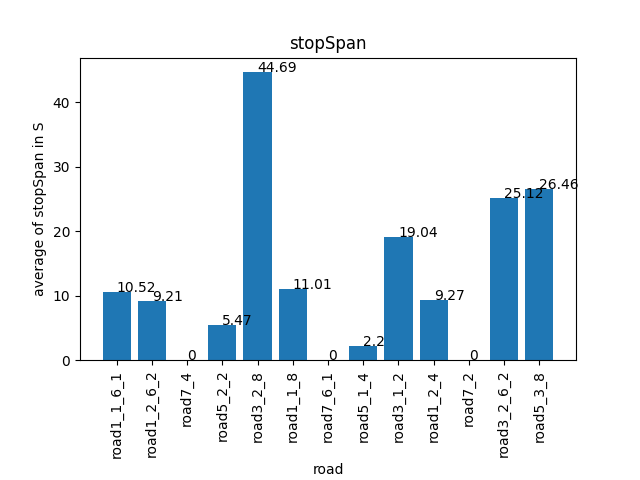 stopSpan
average of stopSpan in S
40
30
20
10
0
10.52
9.21
0
5.47
44.69
11.01
0
2.2
19.04
9.27
0
25.12
26.46
road1_1_6_1
road1_2_6_2
road7_4
road5_2_2
road3_2_8
road1_1_8
road7_6_1
road5_1_4
road3_1_2
road1_2_4
road7_2
road3_2_6_2
road5_3_8
road